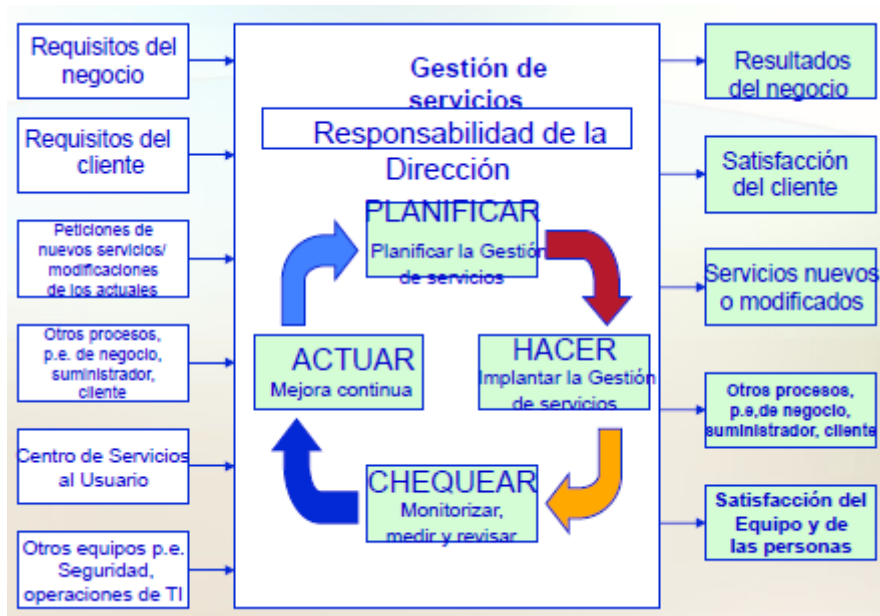 Requisitos del
negocio
Requisitos del
cliente
Peticiones de
nuevos servicios/
modificaciones
de los actuales
Otros procesos,
p.e. de negocio,
suministrador,
cliente
Centro de Servicios
al Usuario
Otros equipos p.e.
Seguridad,
operaciones de TI
Gestión de
servicios
Responsabilidad de la
Dirección
PLANIFICAR
Planificar la Gestión
de servicios
ACTUAR
Mejora continua
HACER
Implantar la Gestión
de servicios
CHEQUEAR
Monitorizar,
medir y revisar
Resultados
del negocio
Satisfacción
del cliente
Servicios nuevos
o modificados
Otros procesos,
p.e,de negocio,
suministrador, cliente
Satisfacción del
Equipo y de
las personas